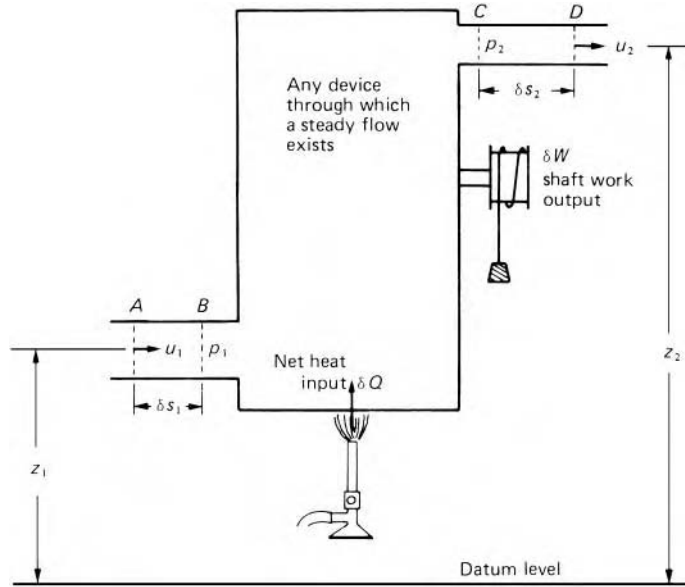 C
D
p₂
u₂
δs₂
Any device
through which
a steady flow
exists
δW
shaft work
output
A
B
u₁
p₁
δs₁
z₁
z₂
Net heat
input
δQ
Datum level